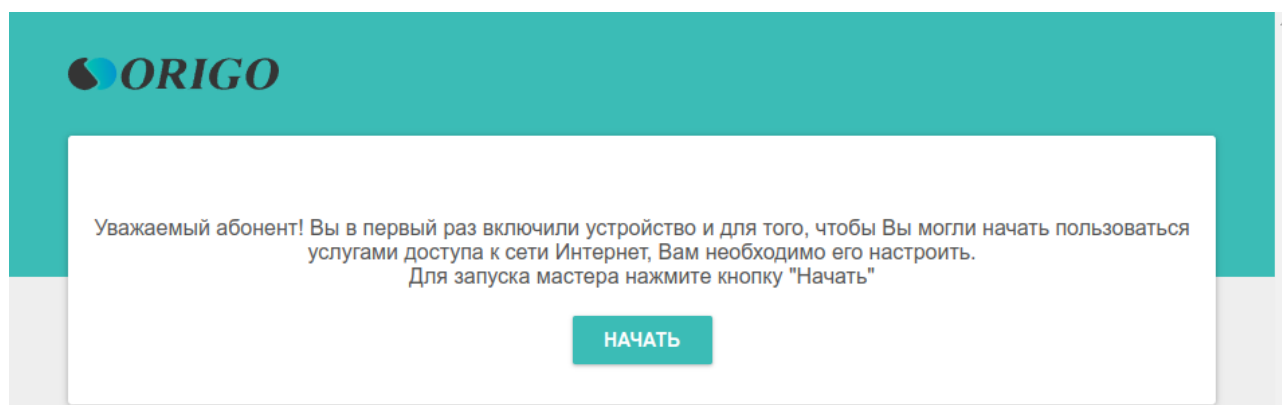 ORIGO
Уважаемый абонент! Вы в первый раз включили устройство и для того, чтобы Вы могли начать пользоваться
услугами доступа к сети Интернет, Вам необходимо его настроить.
Для запуска мастера нажмите кнопку "Начать"
НАЧАТЬ